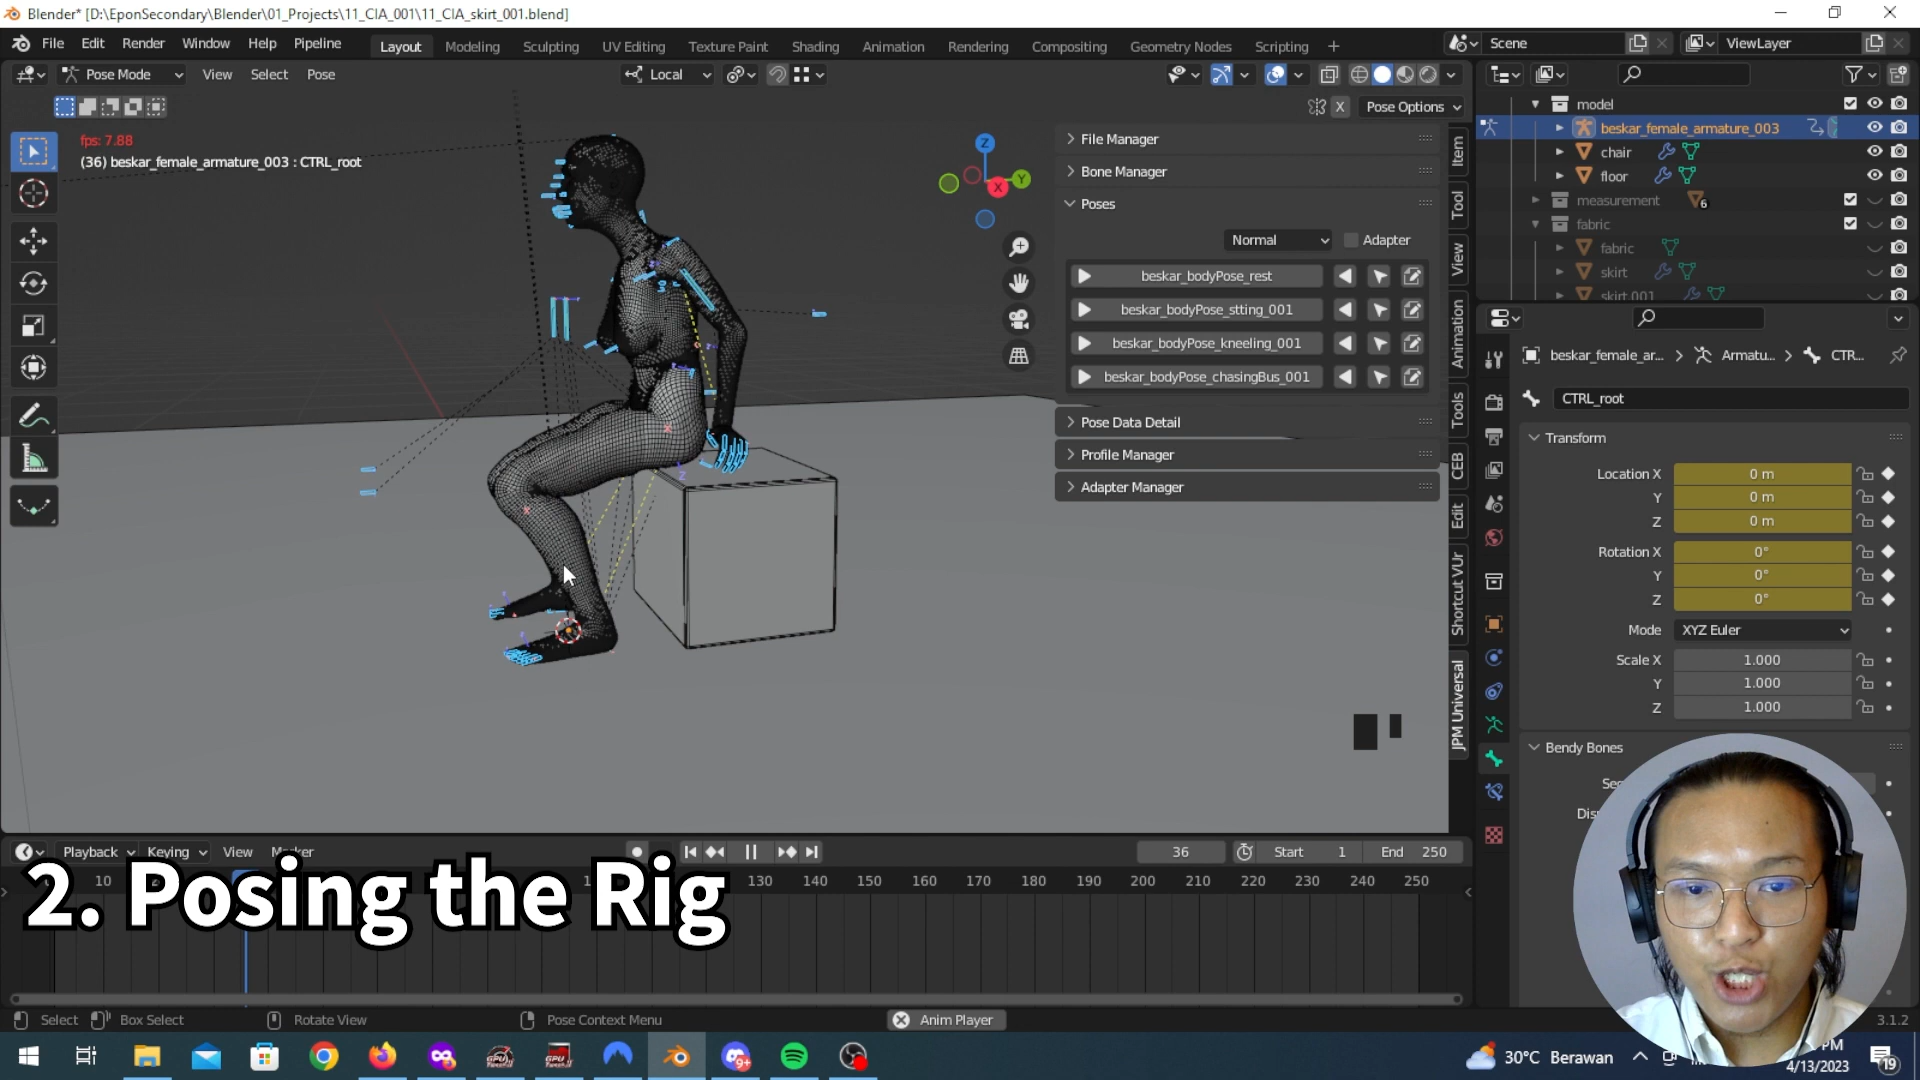 Blender* [D:\EponSecondary\Blender\01_Projects\11_CIA_001\11_CIA_skirt_001.blend]
File Edit Render Window Help Pipeline Layout Modeling Sculpting UV Editing Texture Paint Shading Animation Rendering Compositing Geometry Nodes Scripting + Scene ViewLayer
Pose Mode View Select Pose Local
X Pose Options
fps: 7.88
(36) beskar_female_armature_003 : CTRL_root
Z
Y
X
File Manager
Bone Manager
Poses
Normal Adapter
beskar_bodyPose_rest
beskar_bodyPose_stting_001
beskar_bodyPose_kneeling_001
beskar_bodyPose_chasingBus_001
Pose Data Detail
Profile Manager
Adapter Manager
Item
Tool
View
Animation
Tools
CEB
Edit
Shortcut VUr
JPM Universal
model
beskar_female_armature_003
chair
floor
measurement 6
fabric
fabric
skirt
skirt.001
beskar_female_ar... Armatu... CTR...
CTRL_root
Transform
Location X 0 m
Y 0 m
Z 0 m
Rotation X 0°
Y 0°
Z 0°
Mode XYZ Euler
Scale X 1.000
Y 1.000
Z 1.000
Bendy Bones
Playback Keying View Marker 36 Start 1 End 250
10 130 140 150 160 170 180 190 200 210 220 230 240 250
2. Posing the Rig
Select Box Select Rotate View Pose Context Menu Anim Player 3.1.2
9+ 30°C Berawan PM
4/13/2023 19